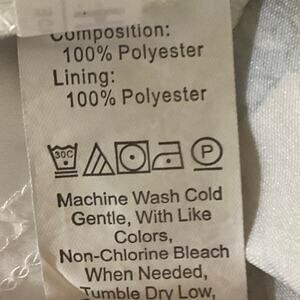 Composition:
100% Polyester
Lining:
100% Polyester
30C
P
Machine Wash Cold
Gentle, With Like
Colors,
Non-Chlorine Bleach
When Needed,
Tumble Dry Low,